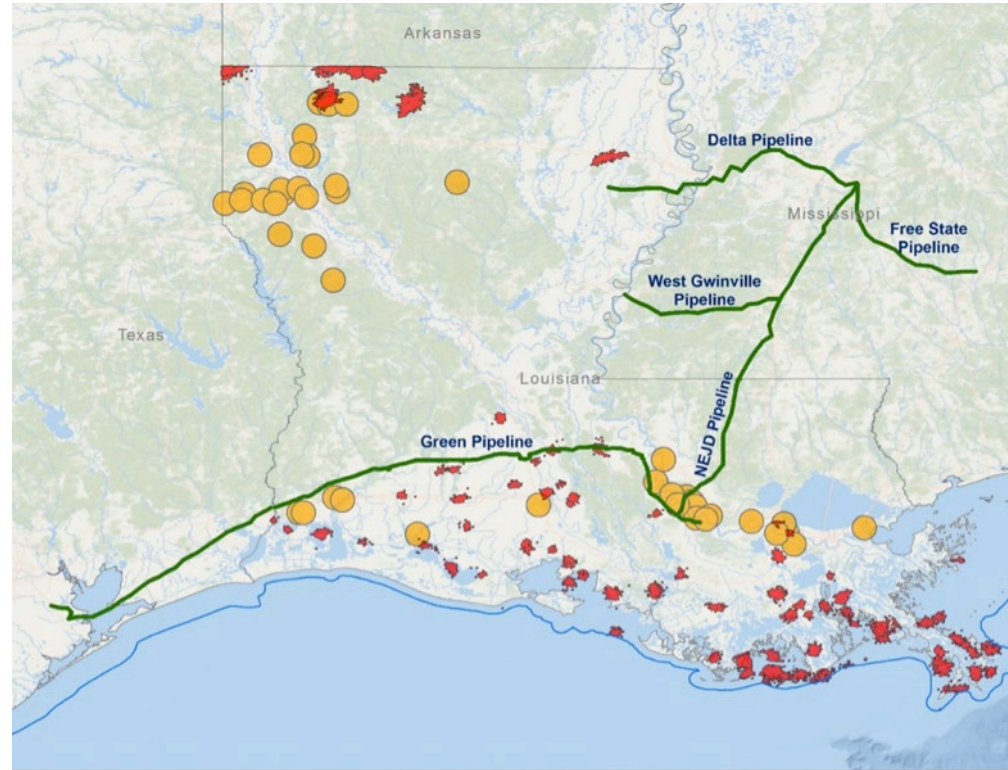 Arkansas
Delta Pipeline
Mississippi
Free State
Pipeline
West Gwinville
Pipeline
Texas
Louisiana
NEJD Pipeline
Green Pipeline